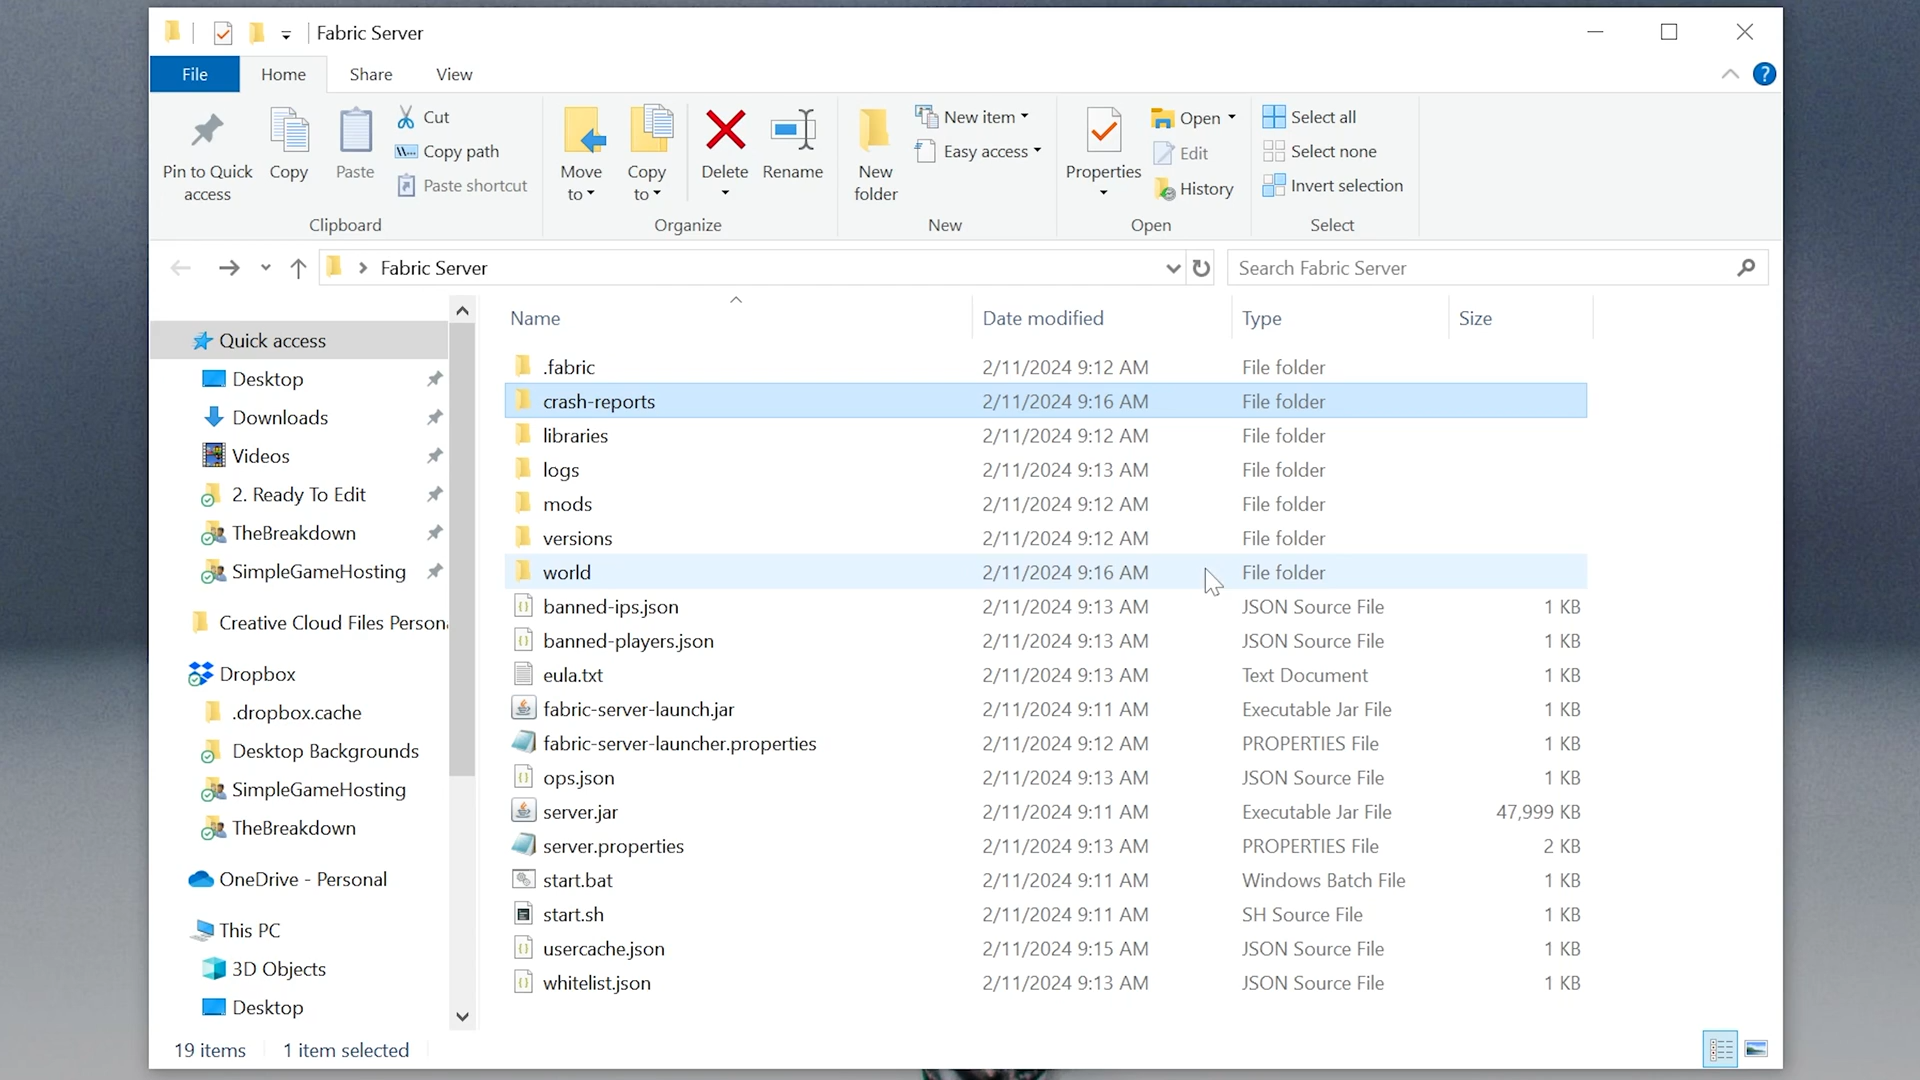 Fabric Server
File
Home
Share
View
?
Pin to Quick access
Copy
Paste
Cut
Copy path
Paste shortcut
Clipboard
Move to
Copy to
Delete
Rename
Organize
New folder
New item
Easy access
New
Properties
Open
Edit
History
Open
Select all
Select none
Invert selection
Select
Fabric Server
Search Fabric Server
Quick access
Desktop
Downloads
Videos
2. Ready To Edit
TheBreakdown
SimpleGameHosting
Creative Cloud Files Person
Dropbox
.dropbox.cache
Desktop Backgrounds
SimpleGameHosting
TheBreakdown
OneDrive - Personal
This PC
3D Objects
Desktop
Name Date modified Type Size
.fabric 2/11/2024 9:12 AM File folder
crash-reports 2/11/2024 9:16 AM File folder
libraries 2/11/2024 9:12 AM File folder
logs 2/11/2024 9:13 AM File folder
mods 2/11/2024 9:12 AM File folder
versions 2/11/2024 9:12 AM File folder
world 2/11/2024 9:16 AM File folder
banned-ips.json 2/11/2024 9:13 AM JSON Source File 1 KB
banned-players.json 2/11/2024 9:13 AM JSON Source File 1 KB
eula.txt 2/11/2024 9:13 AM Text Document 1 KB
fabric-server-launch.jar 2/11/2024 9:11 AM Executable Jar File 1 KB
fabric-server-launcher.properties 2/11/2024 9:12 AM PROPERTIES File 1 KB
ops.json 2/11/2024 9:13 AM JSON Source File 1 KB
server.jar 2/11/2024 9:11 AM Executable Jar File 47,999 KB
server.properties 2/11/2024 9:13 AM PROPERTIES File 2 KB
start.bat 2/11/2024 9:11 AM Windows Batch File 1 KB
start.sh 2/11/2024 9:11 AM SH Source File 1 KB
usercache.json 2/11/2024 9:15 AM JSON Source File 1 KB
whitelist.json 2/11/2024 9:13 AM JSON Source File 1 KB
19 items 1 item selected